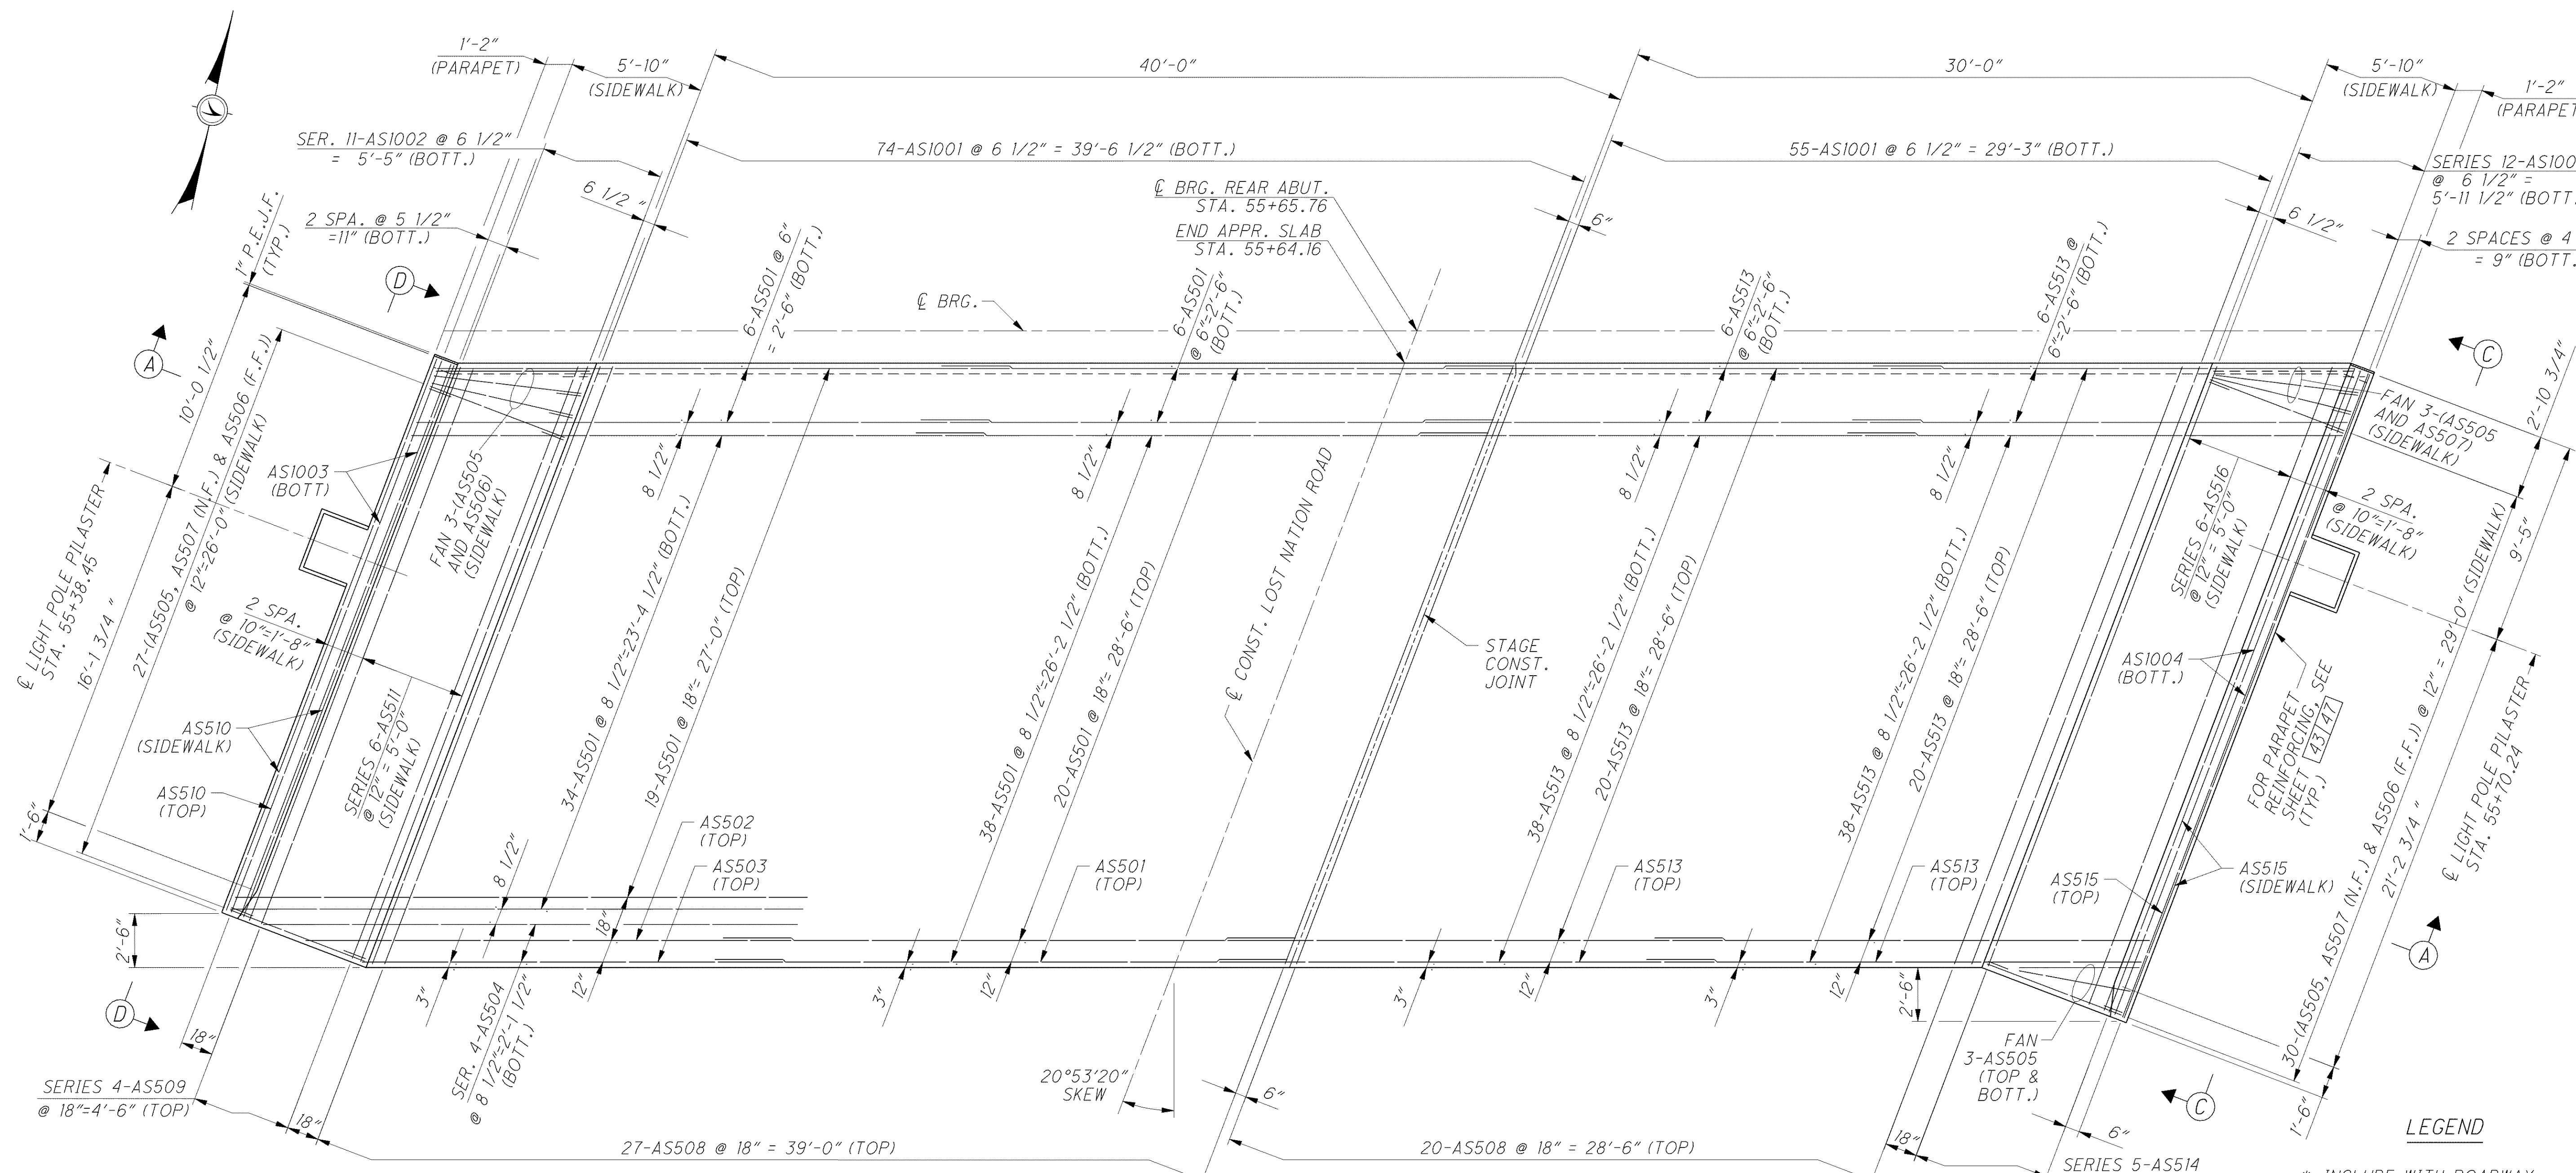 1'-2"
(PARAPET)
5'-10"
(SIDEWALK)
40'-0"
30'-0"
5'-10"
(SIDEWALK)
1'-2"
SER. 11-AS1002 @ 6 1/2"
= 5'-5" (BOTT.)
74-AS1001 @ 6 1/2" = 39'-6 1/2" (BOTT.)
55-AS1001 @ 6 1/2" = 29'-3" (BOTT.)
@ 6 1/2" =
6 1/2"
2 SPA. @ 5 1/2"
=11" (BOTT.)
℄ BRG. REAR ABUT.
STA. 55+65.76
END APPR. SLAB
STA. 55+64.16
6"
6 1/2"
1" P.E.J.F.
(TYP.)
D
A
℄ BRG.
6-AS501 @ 6"
= 2'-6" (BOTT.)
6-AS501
@ 6"=2'-6"
(BOTT.)
6-AS513
@ 6"=2'-6"
(BOTT.)
6-AS513 @
6"=2'-6" (BOTT.)
C
10'-0 1/2"
27-(AS505, AS507 (N.F.) & AS506 (F.F.))
@ 12"=26'-0" (SIDEWALK)
AS1003
(BOTT)
FAN 3-(AS505
AND AS506)
(SIDEWALK)
8 1/2"
8 1/2"
8 1/2"
8 1/2"
FAN 3-(AS505
AND AS507)
(SIDEWALK)
2'-10 3/4"
9'-5"
℄ LIGHT POLE PILASTER
STA. 55+38.45
16'-1 3/4"
2 SPA.
@ 10"=1'-8"
(SIDEWALK)
SERIES 6-AS511
@ 12" = 5'-0"
(SIDEWALK)
34-AS501 @ 8 1/2"=23'-4 1/2" (BOTT.)
19-AS501 @ 18"= 27'-0" (TOP)
38-AS501 @ 8 1/2"=26'-2 1/2" (BOTT.)
20-AS501 @ 18"= 28'-6" (TOP)
℄ CONST. LOST NATION ROAD
STAGE
CONST.
JOINT
38-AS513 @ 8 1/2"=26'-2 1/2" (BOTT.)
20-AS513 @ 18"= 28'-6" (TOP)
38-AS513 @ 8 1/2"=26'-2 1/2" (BOTT.)
20-AS513 @ 18"= 28'-6" (TOP)
SERIES 6-AS516
@ 12" = 5'-0"
(SIDEWALK)
2 SPA.
@ 10"=1'-8"
(SIDEWALK)
AS1004
(BOTT.)
FOR PARAPET
REINFORCING, SEE
SHEET 43|47
(TYP.)
30-(AS505, AS507 (N.F.) & AS506 (F.F.)) @ 12" = 29'-0" (SIDEWALK)
21'-2 3/4"
℄ LIGHT POLE PILASTER
STA. 55+70.24
AS510
(SIDEWALK)
AS510
(TOP)
AS502
(TOP)
AS503
(TOP)
AS501
(TOP)
AS513
(TOP)
AS513
(TOP)
AS515
(TOP)
AS515
(SIDEWALK)
1'-6"
2'-6"
8 1/2"
18"
3"
12"
3"
12"
3"
12"
3"
12"
2'-6"
A
D
18"
SER. 4-AS504
@ 8 1/2"=2'-1 1/2"
(BOTT.)
20°53'20"
SKEW
FAN
3-AS505
(TOP &
BOTT.)
C
1'-6"
SERIES 4-AS509
@ 18"=4'-6" (TOP)
18"
27-AS508 @ 18" = 39'-0" (TOP)
6"
20-AS508 @ 18" = 28'-6" (TOP)
18"
6"
SERIES 5-AS514
LEGEND